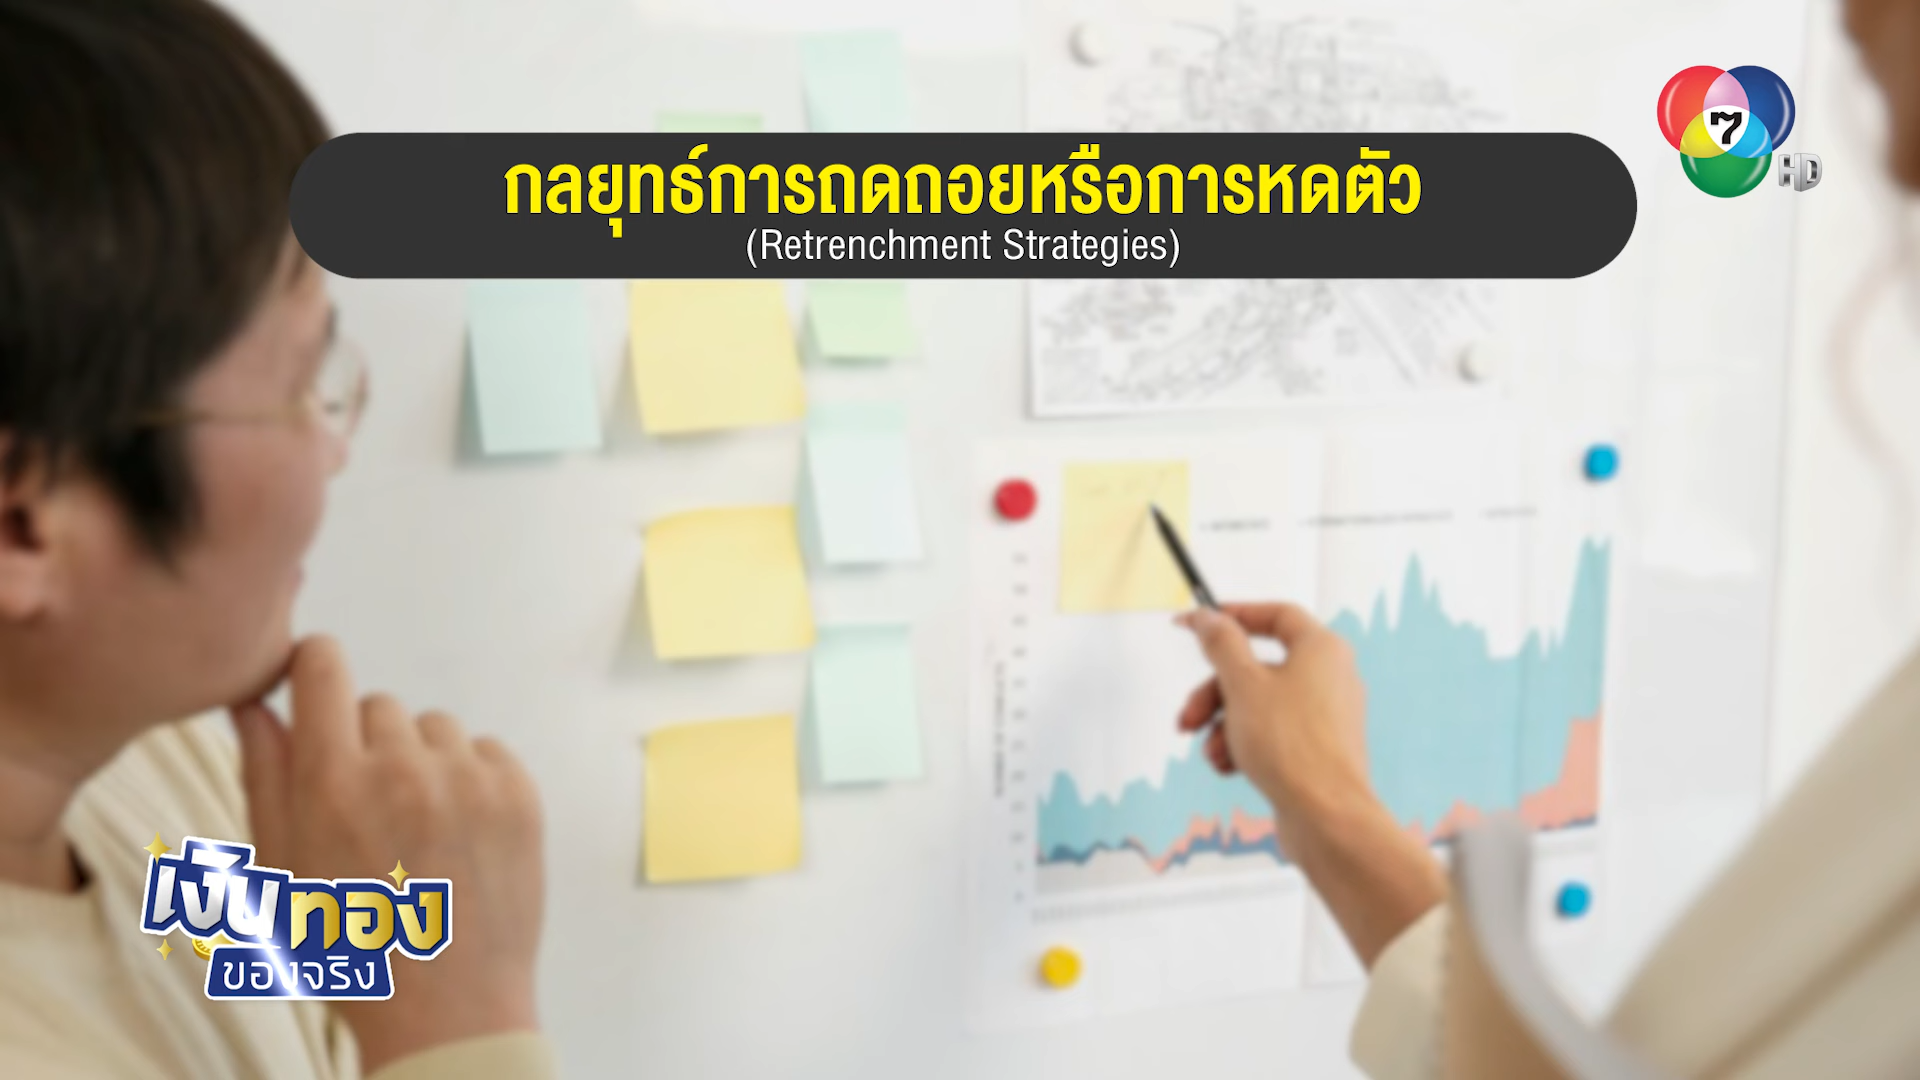 กลยุทธ์การถดถอยหรือการหดตัว
(Retrenchment Strategies)
7
HD
เงินทอง
ของจริง